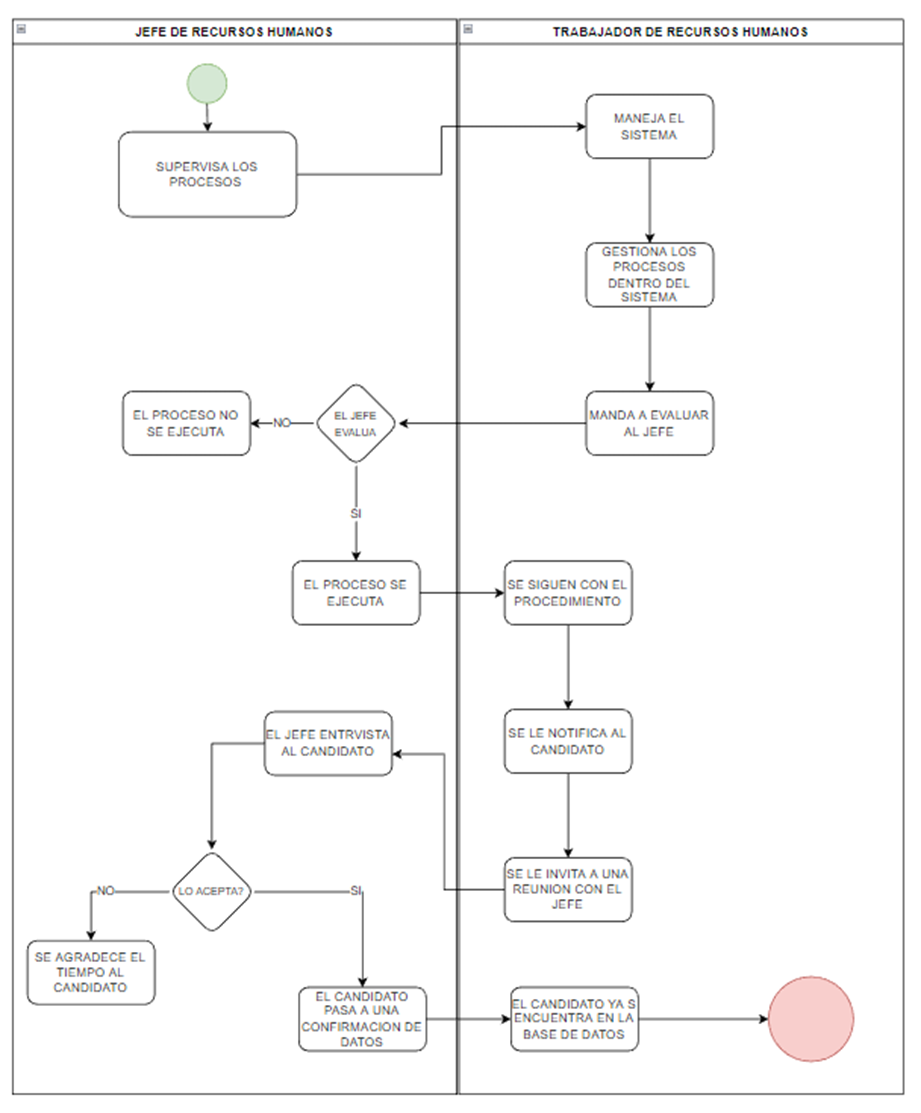 JEFE DE RECURSOS HUMANOS
TRABAJADOR DE RECURSOS HUMANOS
SUPERVISA LOS
PROCESOS
MANEJA EL
SISTEMA
GESTIONA LOS
PROCESOS
DENTRO DEL
SISTEMA
MANDA A EVALUAR
AL JEFE
EL JEFE
EVALUA
NO
EL PROCESO NO
SE EJECUTA
SI
EL PROCESO SE
EJECUTA
SE SIGUEN CON EL
PROCEDIMIENTO
SE LE NOTIFICA AL
CANDIDATO
SE LE INVITA A UNA
REUNION CON EL
JEFE
EL JEFE ENTRVISTA
AL CANDIDATO
LO ACEPTA?
NO
SI
SE AGRADECE EL
TIEMPO AL
CANDIDATO
EL CANDIDATO
PASA A UNA
CONFIRMACION DE
DATOS
EL CANDIDATO YA S
ENCUENTRA EN LA
BASE DE DATOS